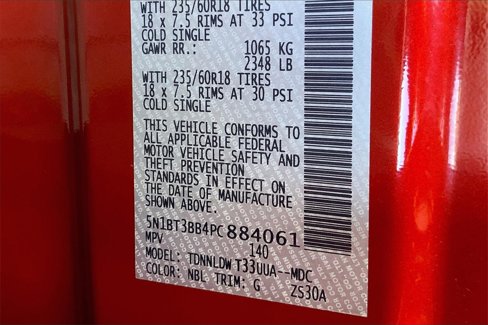 WITH 235/60R18 TIRES
18 x 7.5 RIMS AT 33 PSI
COLD SINGLE
GAWR RR.: 1065 KG
2348 LB
WITH 235/60R18 TIRES
18 x 7.5 RIMS AT 30 PSI
COLD SINGLE
THIS VEHICLE CONFORMS TO
ALL APPLICABLE FEDERAL
MOTOR VEHICLE SAFETY AND
THEFT PREVENTION
STANDARDS IN EFFECT ON
THE DATE OF MANUFACTURE
SHOWN ABOVE.
5N1BT3BB4PC884061
MPV 140
MODEL: TDNNLDW-T33UUA--MDC
COLOR: NBL TRIM: G ZS30A